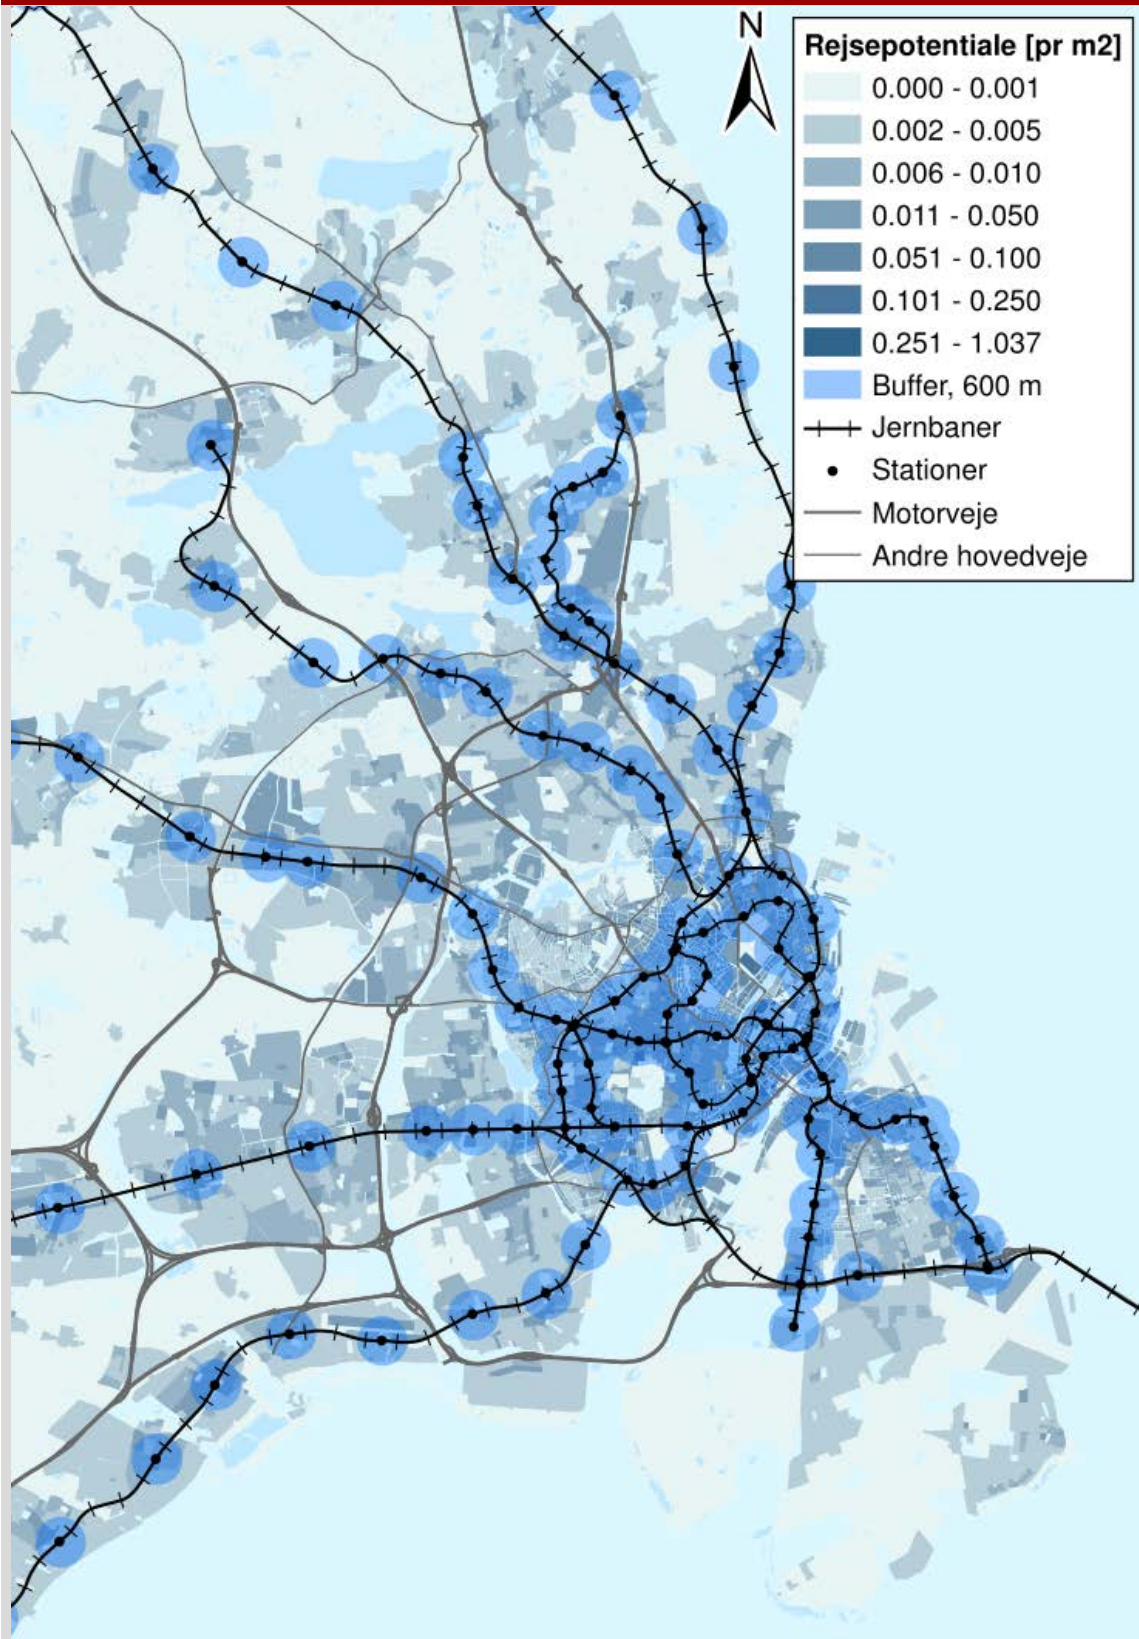 N
Rejsepotentiale [pr m2]
0.000 - 0.001
0.002 - 0.005
0.006 - 0.010
0.011 - 0.050
0.051 - 0.100
0.101 - 0.250
0.251 - 1.037
Buffer, 600 m
Jernbaner
Stationer
Motorveje
Andre hovedveje